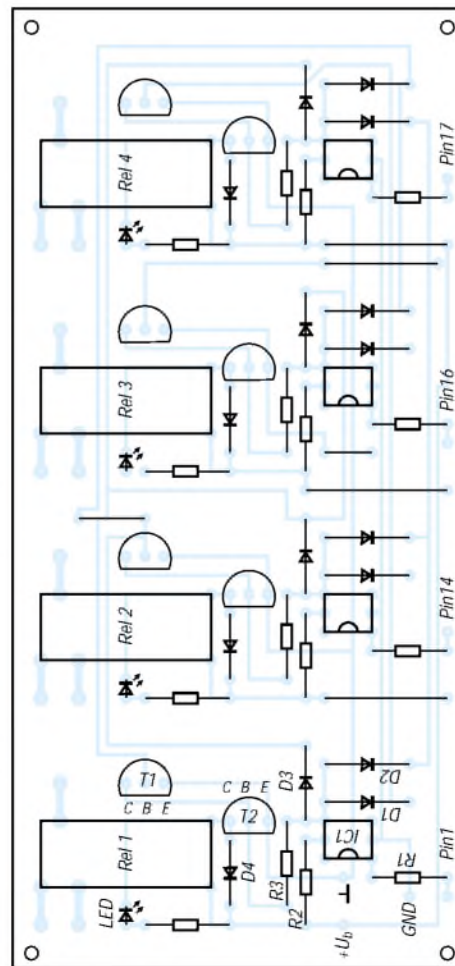 Rel 4
Pin17
Rel 3
Pin16
Rel 2
Pin14
T1
C B E
C B E
T2
Rel 1
D3
D2
D1
IC1
D4
R3
R2
R1
Pin1
LED
+Ub
GND